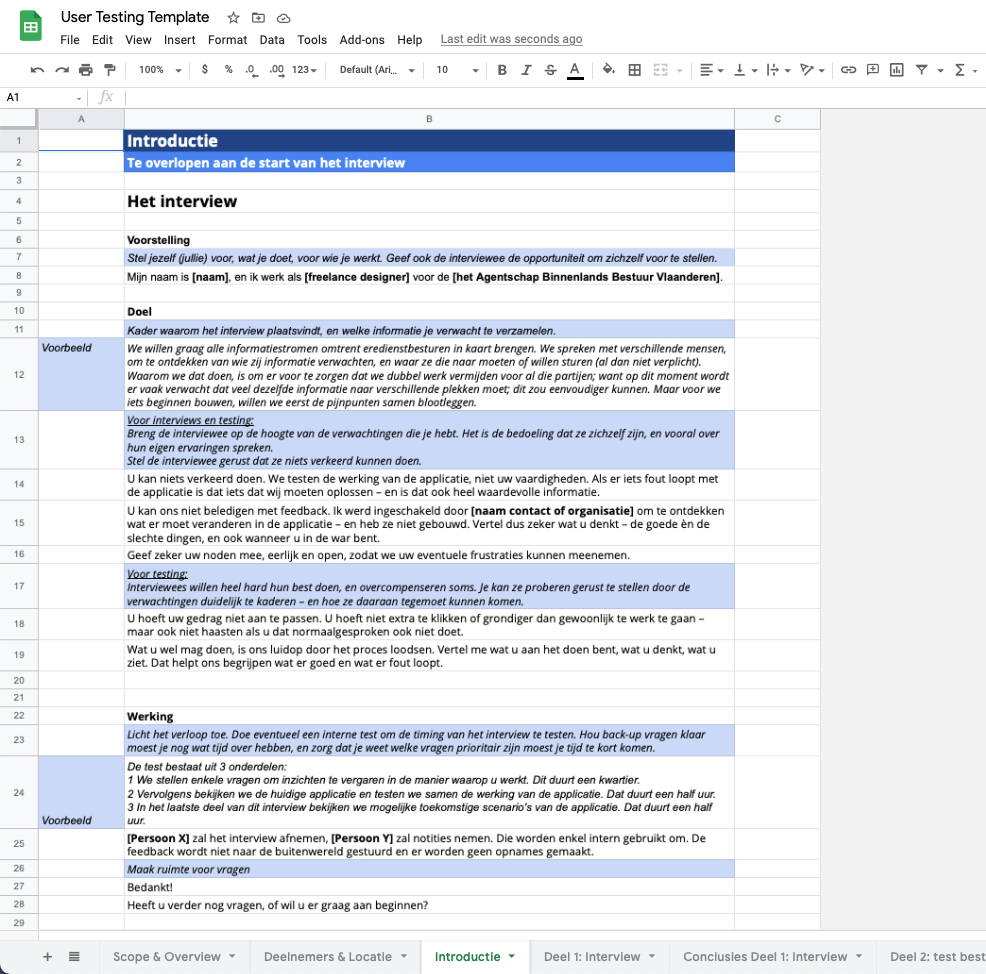 User Testing Template
File Edit View Insert Format Data Tools Add-ons Help Last edit was seconds ago
100% $ % .0 .00 123 Default (Ari... 10 B I S A
A1 fx
A B C
1 Introductie
2 Te overlopen aan de start van het interview
3
4 Het interview
5
6 Voorstelling
7 Stel jezelf (jullie) voor, wat je doet, voor wie je werkt. Geef ook de interviewee de opportuniteit om zichzelf voor te stellen.
8 Mijn naam is [naam], en ik werk als [freelance designer] voor de [het Agentschap Binnenlands Bestuur Vlaanderen].
9
10 Doel
11 Kader waarom het interview plaatsvindt, en welke informatie je verwacht te verzamelen.
Voorbeeld
12
We willen graag alle informatiestromen omtrent eredienstbesturen in kaart brengen. We spreken met verschillende mensen,
om te ontdekken van wie zij informatie verwachten, en waar ze die naar moeten of willen sturen (al dan niet verplicht).
Waarom we dat doen, is om er voor te zorgen dat we dubbel werk vermijden voor al die partijen; want op dit moment wordt
er vaak verwacht dat veel dezelfde informatie naar verschillende plekken moet; dit zou eenvoudiger kunnen. Maar voor we
iets beginnen bouwen, willen we eerst de pijnpunten samen blootleggen.
13
Voor interviews en testing:
Breng de interviewee op de hoogte van de verwachtingen die je hebt. Het is de bedoeling dat ze zichzelf zijn, en vooral over
hun eigen ervaringen spreken.
Stel de interviewee gerust dat ze niets verkeerd kunnen doen.
14
U kan niets verkeerd doen. We testen de werking van de applicatie, niet uw vaardigheden. Als er iets fout loopt met
de applicatie is dat iets dat wij moeten oplossen – en is dat ook heel waardevolle informatie.
15
U kan ons niet beledigen met feedback. Ik werd ingeschakeld door [naam contact of organisatie] om te ontdekken
wat er moet veranderen in de applicatie – en heb ze niet gebouwd. Vertel dus zeker wat u denkt – de goede èn de
slechte dingen, en ook wanneer u in de war bent.
16 Geef zeker uw noden mee, eerlijk en open, zodat we uw eventuele frustraties kunnen meenemen.
17
Voor testing:
Interviewees willen heel hard hun best doen, en overcompenseren soms. Je kan ze proberen gerust te stellen door de
verwachtingen duidelijk te kaderen – en hoe ze daaraan tegemoet kunnen komen.
18
U hoeft uw gedrag niet aan te passen. U hoeft niet extra te klikken of grondiger dan gewoonlijk te werk te gaan –
maar ook niet haasten als u dat normaalgesproken ook niet doet.
19
Wat u wel mag doen, is ons luidop door het proces loodsen. Vertel me wat u aan het doen bent, wat u denkt, wat u
ziet. Dat helpt ons begrijpen wat er goed en wat er fout loopt.
20
21
22 Werking
23
Licht het verloop toe. Doe eventueel een interne test om de timing van het interview te testen. Hou back-up vragen klaar
moest je nog wat tijd over hebben, en zorg dat je weet welke vragen prioritair zijn moest je tijd te kort komen.
24
De test bestaat uit 3 onderdelen:
1 We stellen enkele vragen om inzichten te vergaren in de manier waarop u werkt. Dit duurt een kwartier.
2 Vervolgens bekijken we de huidige applicatie en testen we samen de werking van de applicatie. Dat duurt een half uur.
3 In het laatste deel van dit interview bekijken we mogelijke toekomstige scenario's van de applicatie. Dat duurt een half
uur.
Voorbeeld
25
[Persoon X] zal het interview afnemen, [Persoon Y] zal notities nemen. Die worden enkel intern gebruikt om. De
feedback wordt niet naar de buitenwereld gestuurd en er worden geen opnames gemaakt.
26 Maak ruimte voor vragen
27 Bedankt!
28 Heeft u verder nog vragen, of wil u er graag aan beginnen?
29
Scope & Overview Deelnemers & Locatie Introductie Deel 1: Interview Conclusies Deel 1: Interview Deel 2: test best